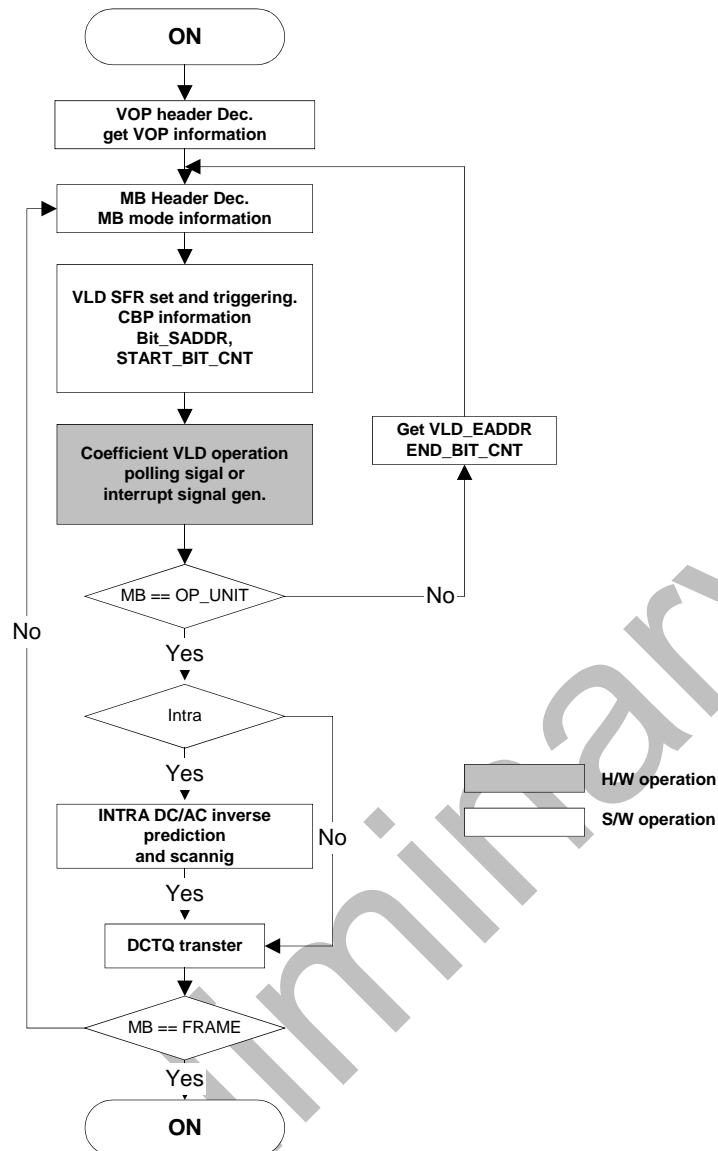 ON
VOP header Dec.
get VOP information
MB Header Dec.
MB mode information
VLD SFR set and triggering.
CBP information
Bit_SADDR,
START_BIT_CNT
Get VLD_EADDR
END_BIT_CNT
Coefficient VLD operation
polling sigal or
interrupt signal gen.
MB == OP_UNIT
No
No
Yes
Intra
Yes
H/W operation
INTRA DC/AC inverse
prediction
and scannig
No
S/W operation
Yes
DCTQ transter
MB == FRAME
Yes
ON